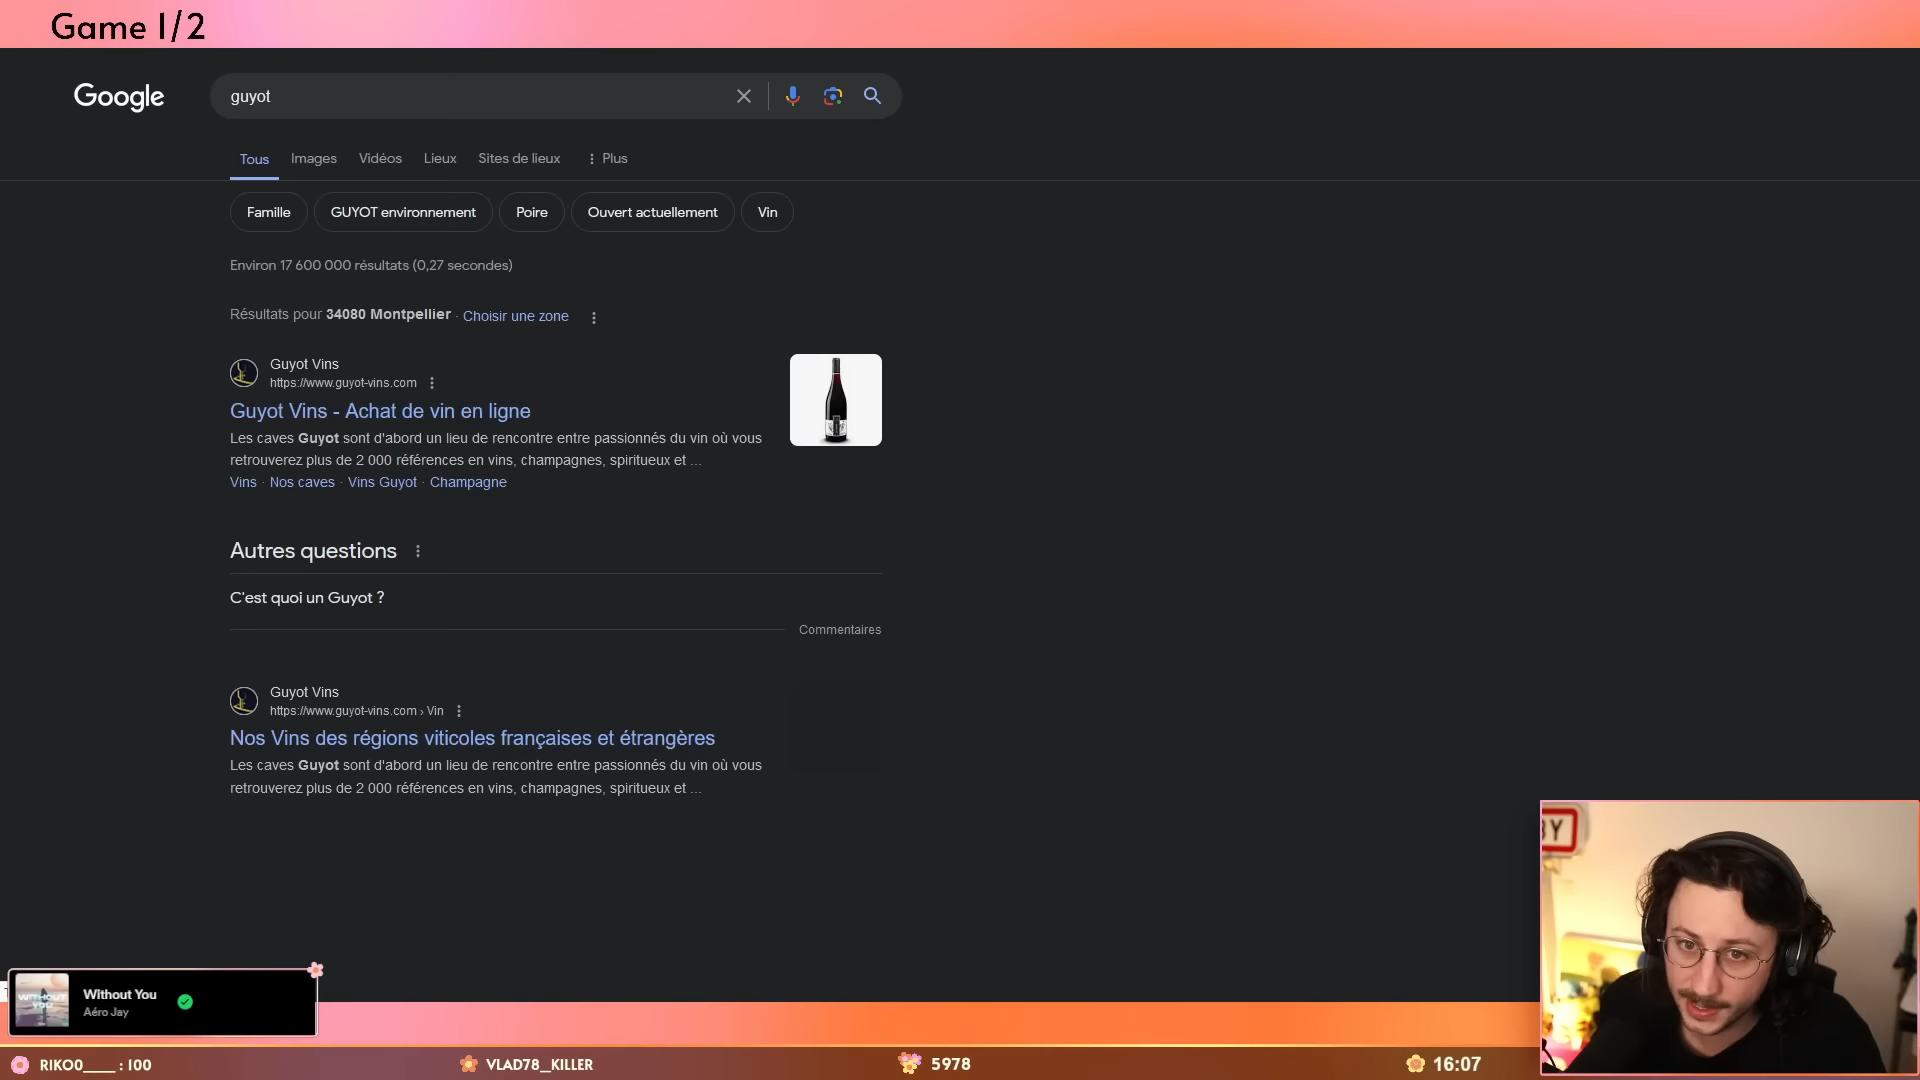 Game 1/2
Google
guyot
Tous Images Vidéos Lieux Sites de lieux Plus
Famille GUYOT environnement Poire Ouvert actuellement Vin
Environ 17 600 000 résultats (0,27 secondes)
Résultats pour 34080 Montpellier · Choisir une zone
Guyot Vins
https://www.guyot-vins.com
Guyot Vins - Achat de vin en ligne
Les caves Guyot sont d'abord un lieu de rencontre entre passionnés du vin où vous
retrouverez plus de 2 000 références en vins, champagnes, spiritueux et ...
Vins · Nos caves · Vins Guyot · Champagne
Autres questions
C'est quoi un Guyot ?
Commentaires
Guyot Vins
https://www.guyot-vins.com › Vin
Nos Vins des régions viticoles françaises et étrangères
Les caves Guyot sont d'abord un lieu de rencontre entre passionnés du vin où vous
retrouverez plus de 2 000 références en vins, champagnes, spiritueux et ...
BY
WITHOUT
YOU
Without You
Aéro Jay
RIKO0____ : 100
VLAD78_KILLER
5978
16:07